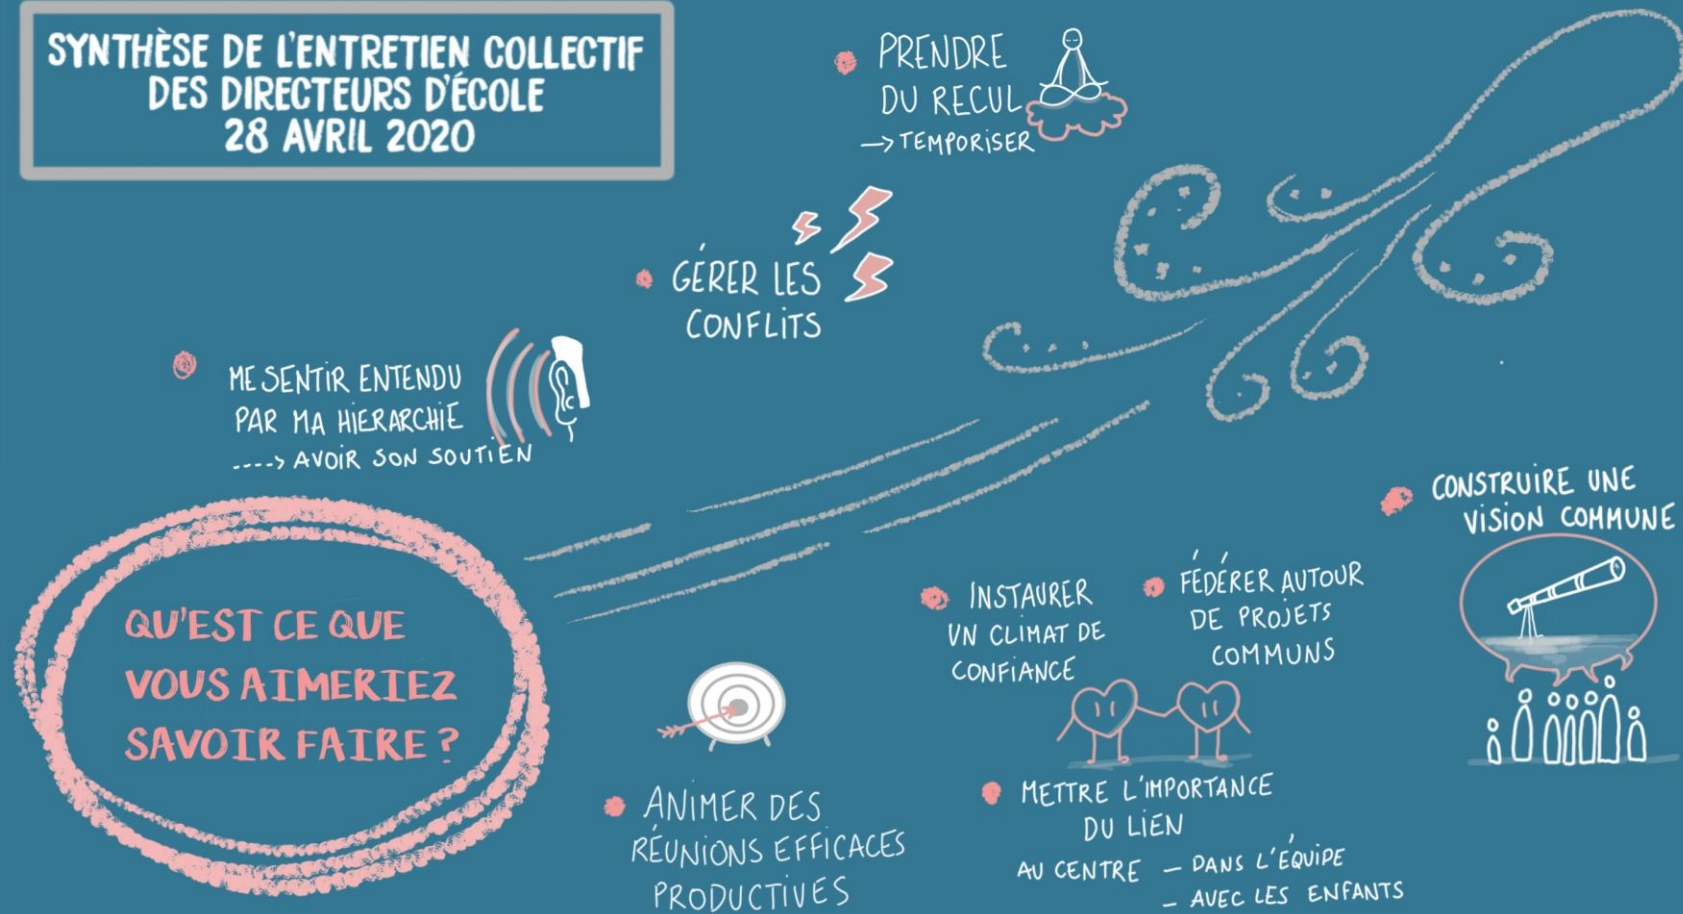 SYNTHÈSE DE L'ENTRETIEN COLLECTIF
DES DIRECTEURS D'ÉCOLE
28 AVRIL 2020
PRENDRE
DU RECUL
→ TEMPORISER
GÉRER LES
CONFLITS
ME SENTIR ENTENDU
PAR MA HIERARCHIE
----> AVOIR SON SOUTIEN
QU'EST CE QUE
VOUS AIMERIEZ
SAVOIR FAIRE ?
CONSTRUIRE UNE
VISION COMMUNE
INSTAURER
UN CLIMAT DE
CONFIANCE
FÉDÉRER AUTOUR
DE PROJETS
COMMUNS
ANIMER DES
RÉUNIONS EFFICACES
PRODUCTIVES
METTRE L'IMPORTANCE
DU LIEN
AU CENTRE – DANS L'ÉQUIPE
– AVEC LES ENFANTS